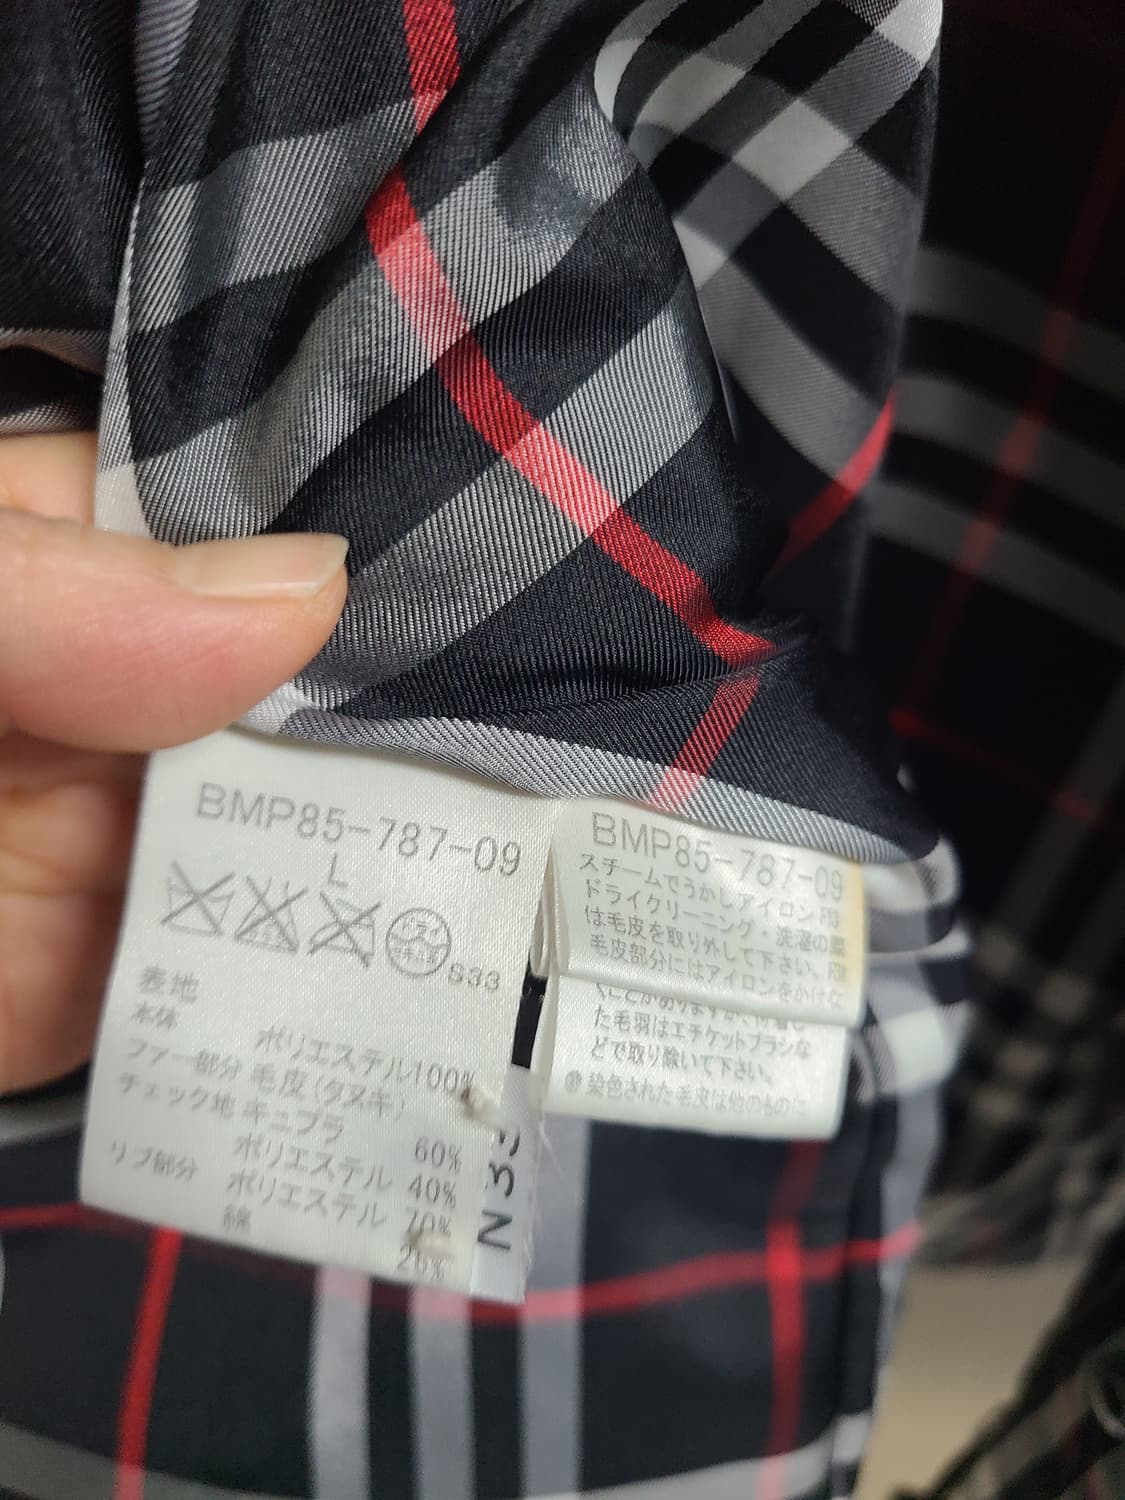 BMP85-787-09
L
ドライ
S33
表地
本体
ポリエステル100%
ファー部分 毛皮(タヌキ)
チェック地 キュプラ 60%
ポリエステル 40%
リブ部分 ポリエステル 70%
綿
N33
BMP85-787-09
スチームでうかしアイロン
ドライクリーニング・洗濯の際
は毛皮を取り外して下さい。
毛皮部分にはアイロンをかけな
た毛羽はエチケットブラシな
どで取り除いて下さい。
染色された毛皮は他のものに